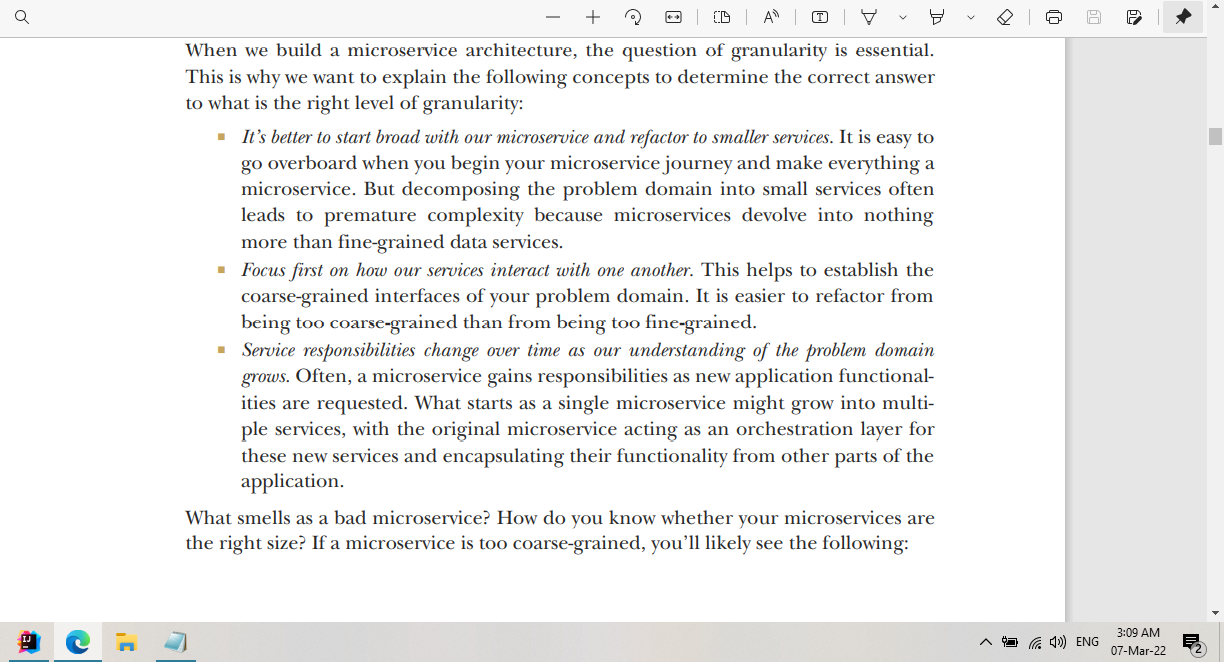 When we build a microservice architecture, the question of granularity is essential.
This is why we want to explain the following concepts to determine the correct answer
to what is the right level of granularity:
It's better to start broad with our microservice and refactor to smaller services. It is easy to
go overboard when you begin your microservice journey and make everything a
microservice. But decomposing the problem domain into small services often
leads to premature complexity because microservices devolve into nothing
more than fine-grained data services.
Focus first on how our services interact with one another. This helps to establish the
coarse-grained interfaces of your problem domain. It is easier to refactor from
being too coarse-grained than from being too fine-grained.
Service responsibilities change over time as our understanding of the problem domain
grows. Often, a microservice gains responsibilities as new application functional-
ities are requested. What starts as a single microservice might grow into multi-
ple services, with the original microservice acting as an orchestration layer for
these new services and encapsulating their functionality from other parts of the
application.
What smells as a bad microservice? How do you know whether your microservices are
the right size? If a microservice is too coarse-grained, you'll likely see the following:
IJ
ENG
3:09 AM
07-Mar-22
2